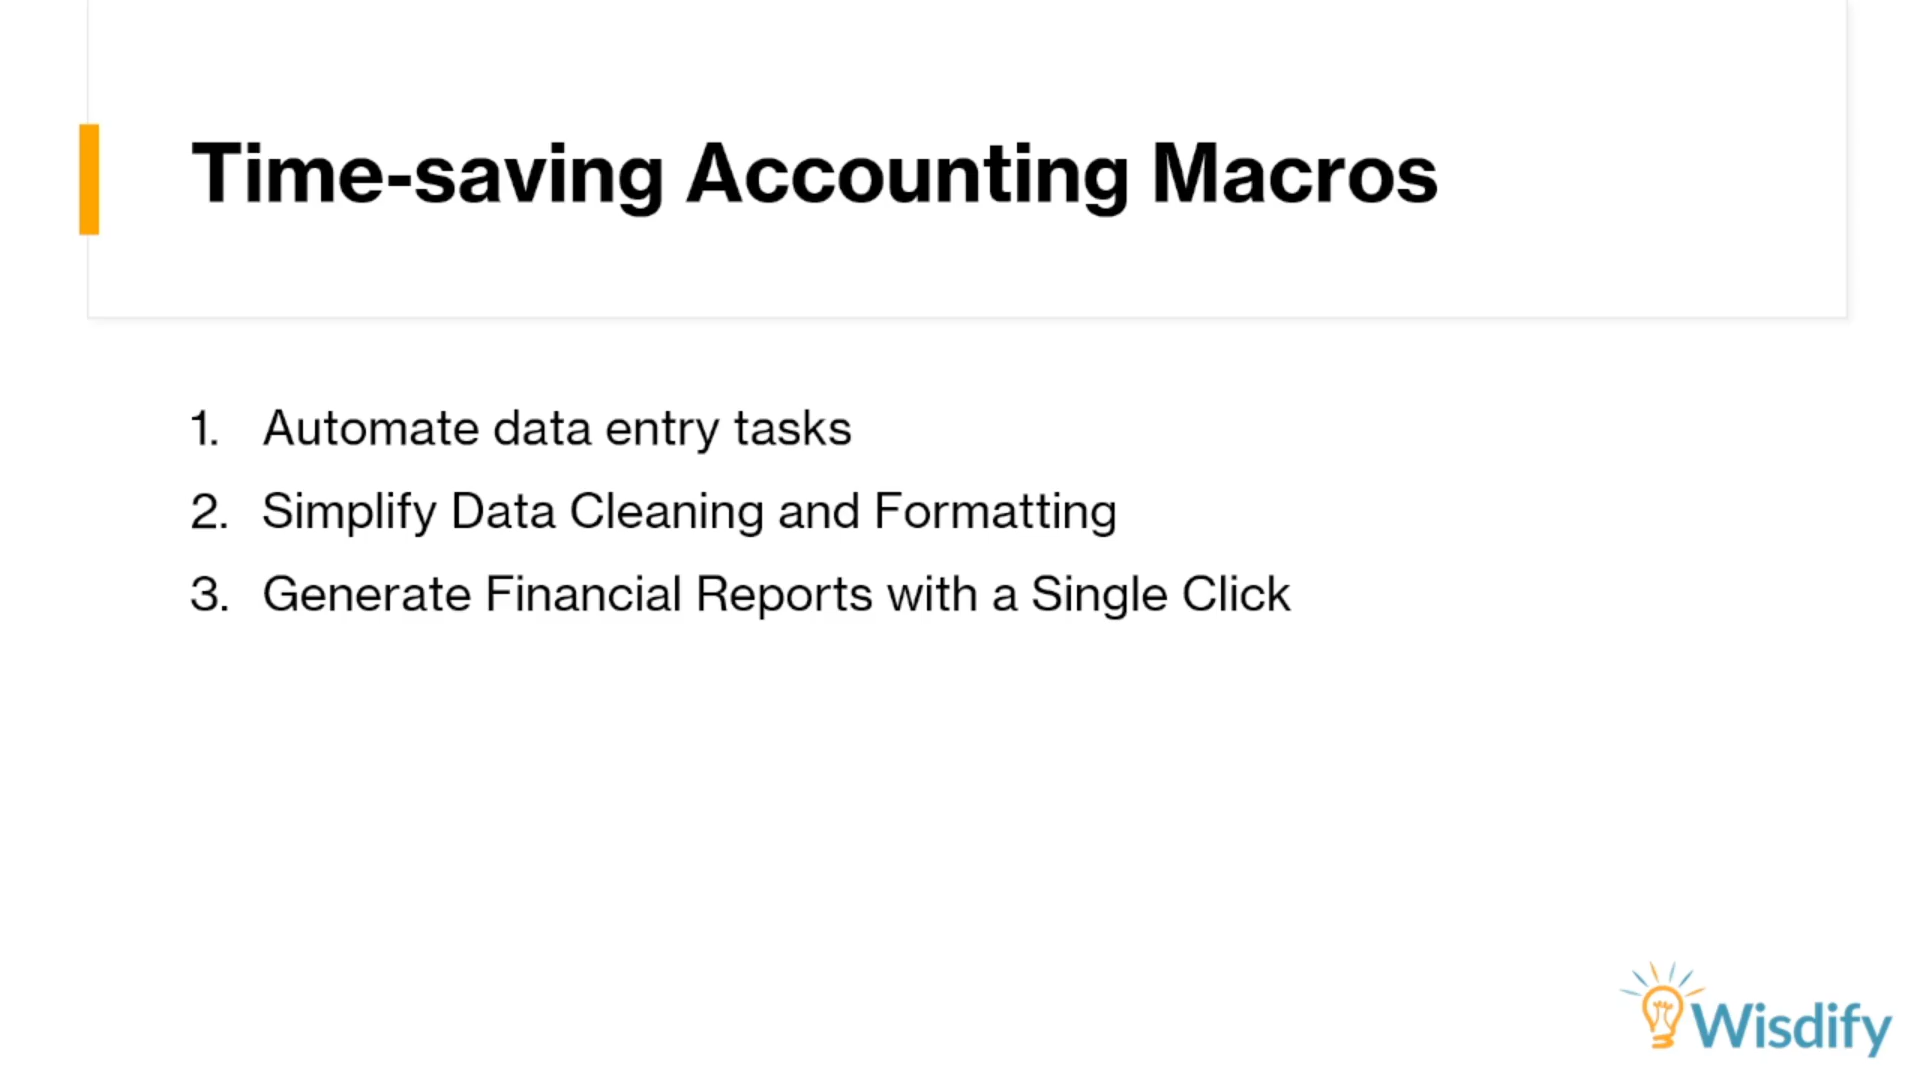 Time-saving Accounting Macros
1. Automate data entry tasks
2. Simplify Data Cleaning and Formatting
3. Generate Financial Reports with a Single Click
Wisdify